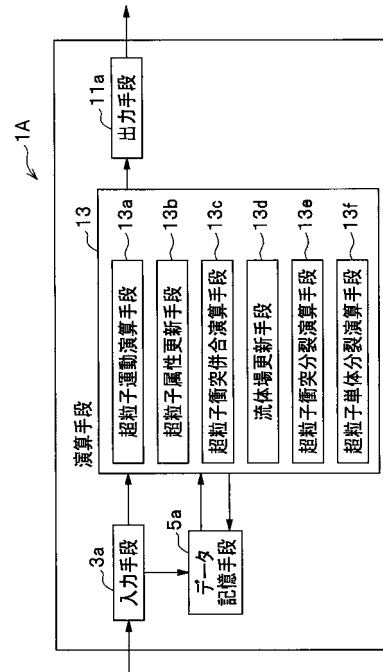 1A
3a
入力手段
5a
データ
記憶手段
演算手段
13
超粒子運動演算手段
13a
超粒子属性更新手段
13b
超粒子衝突併合演算手段
13c
流体場更新手段
13d
超粒子衝突分裂演算手段
13e
超粒子単体分裂演算手段
13f
11a
出力手段